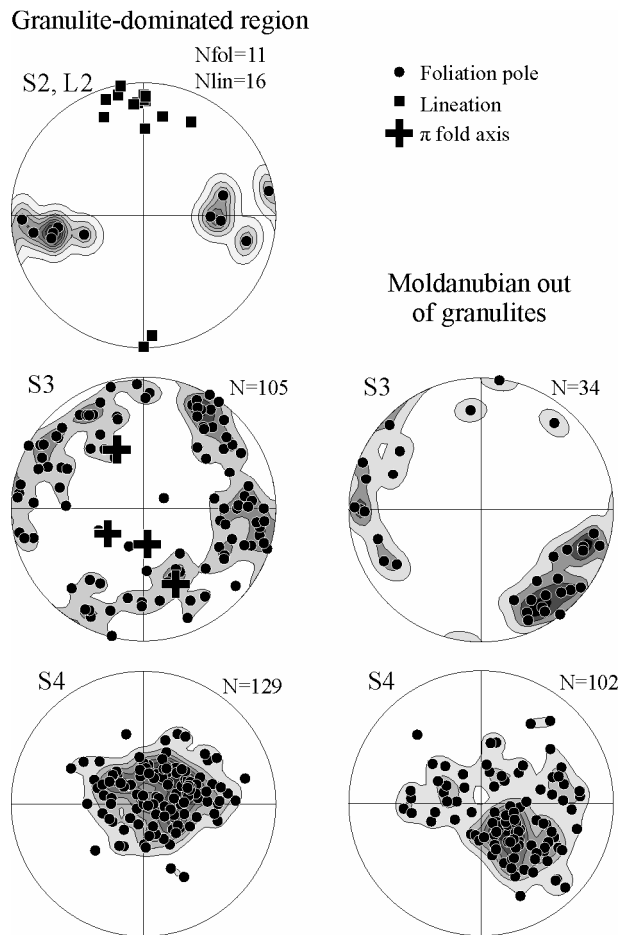 Granulite-dominated region
S2, L2
Nfol=11
Nlin=16
Foliation pole
Lineation
π fold axis
Moldanubian out
of granulites
S3
N=105
S3
N=34
S4
N=129
S4
N=102